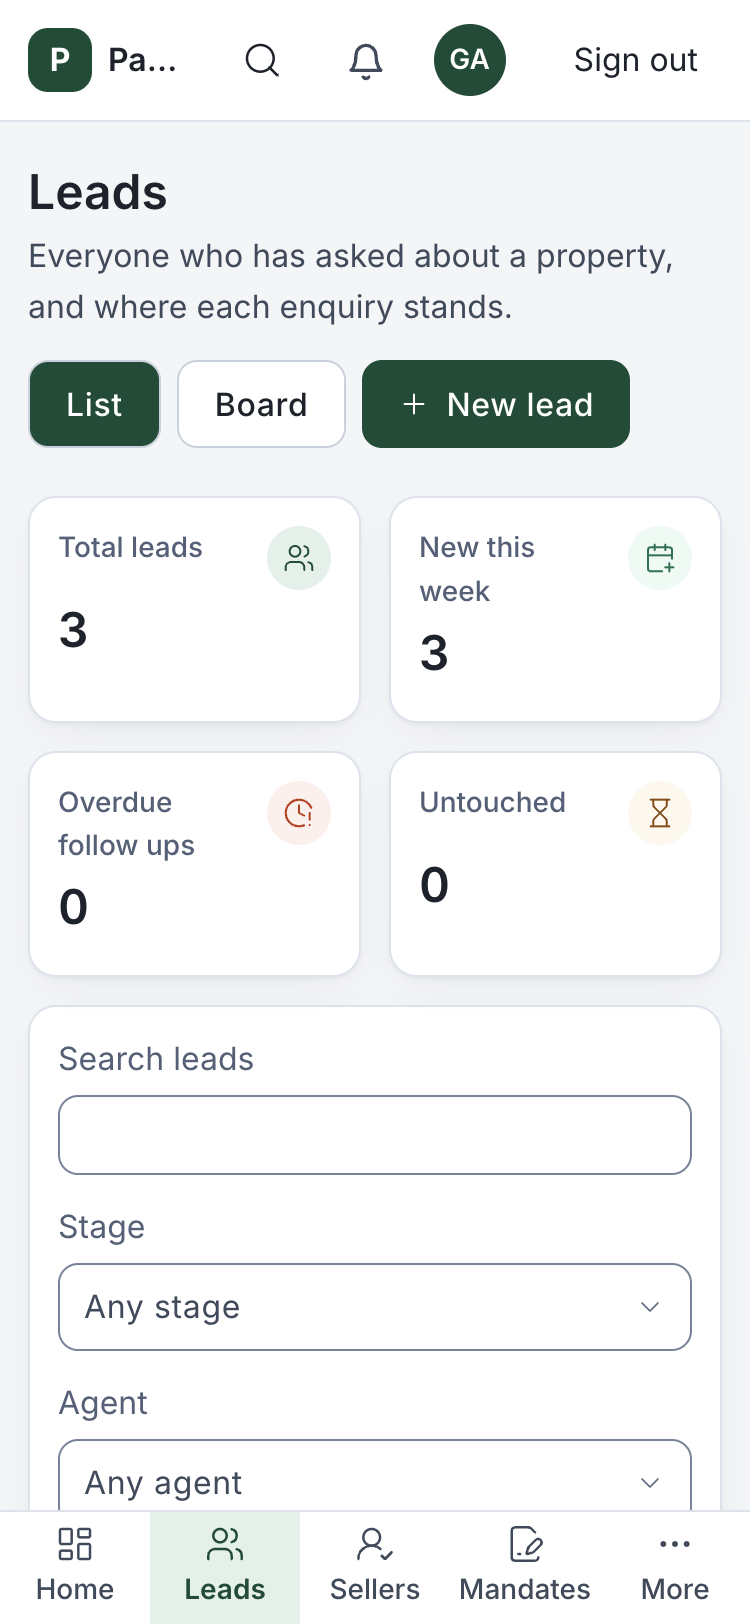 P Pa... GA Sign out
Leads
Everyone who has asked about a property,
and where each enquiry stands.
List Board + New lead
Total leads
3
New this
week
3
Overdue
follow ups
0
Untouched
0
Search leads
Stage
Any stage
Agent
Any agent
Home Leads Sellers Mandates More